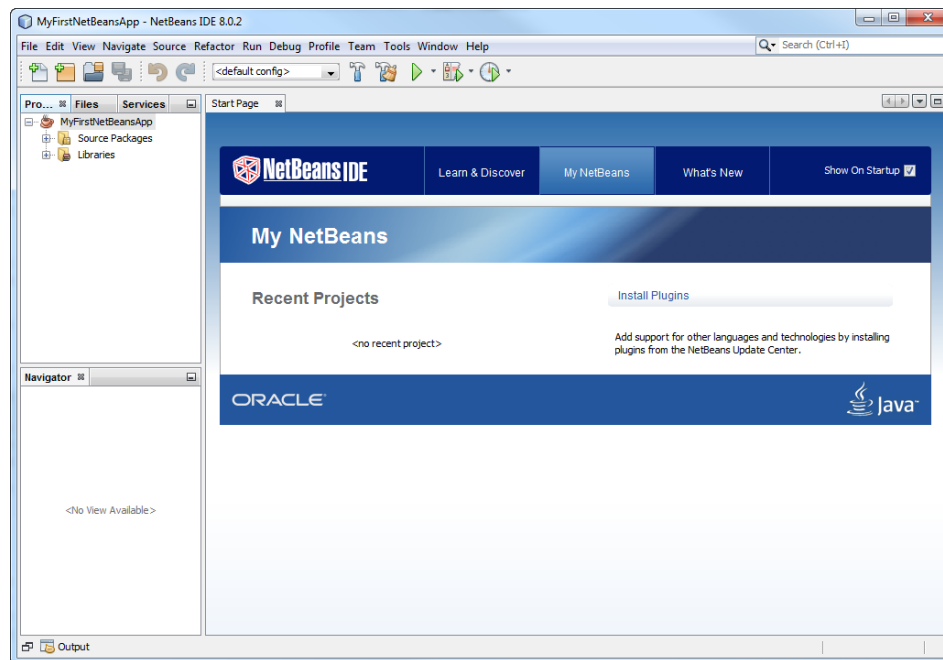 MyFirstNetBeansApp - NetBeans IDE 8.0.2
File Edit View Navigate Source Refactor Run Debug Profile Team Tools Window Help
Search (Ctrl+I)
<default config>
Pro... Files Services
Start Page
MyFirstNetBeansApp
Source Packages
Libraries
NetBeans IDE
Learn & Discover
My NetBeans
What's New
Show On Startup
My NetBeans
Recent Projects
Install Plugins
<no recent project>
Add support for other languages and technologies by installing
plugins from the NetBeans Update Center.
Navigator
ORACLE
Java
<No View Available>
Output